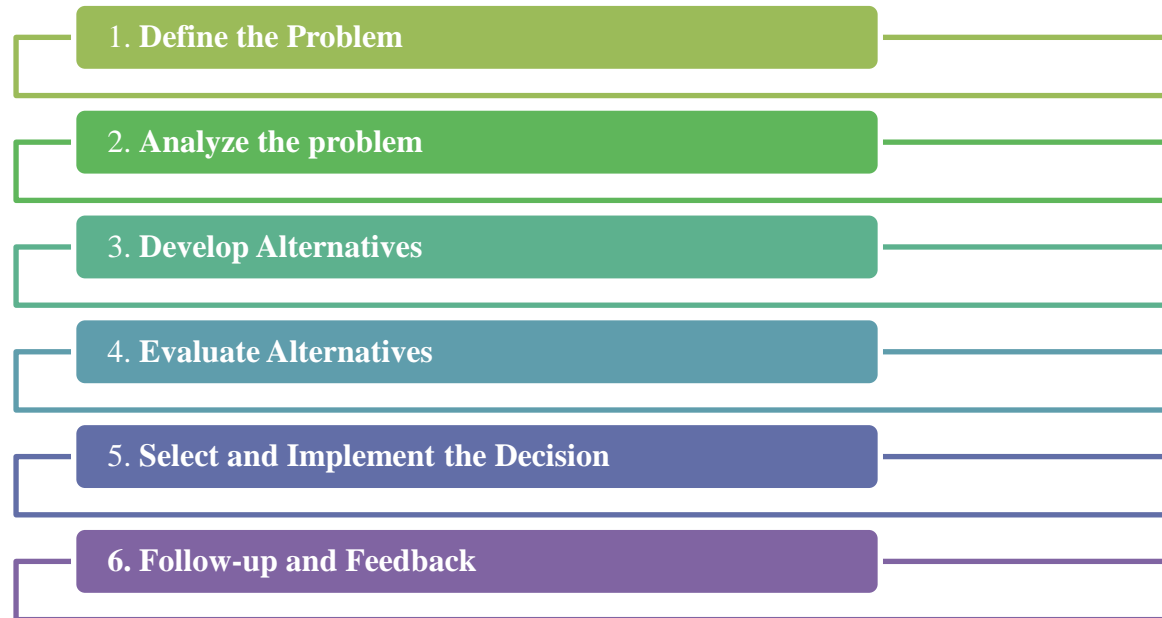 1. Define the Problem
2. Analyze the problem
3. Develop Alternatives
4. Evaluate Alternatives
5. Select and Implement the Decision
6. Follow-up and Feedback